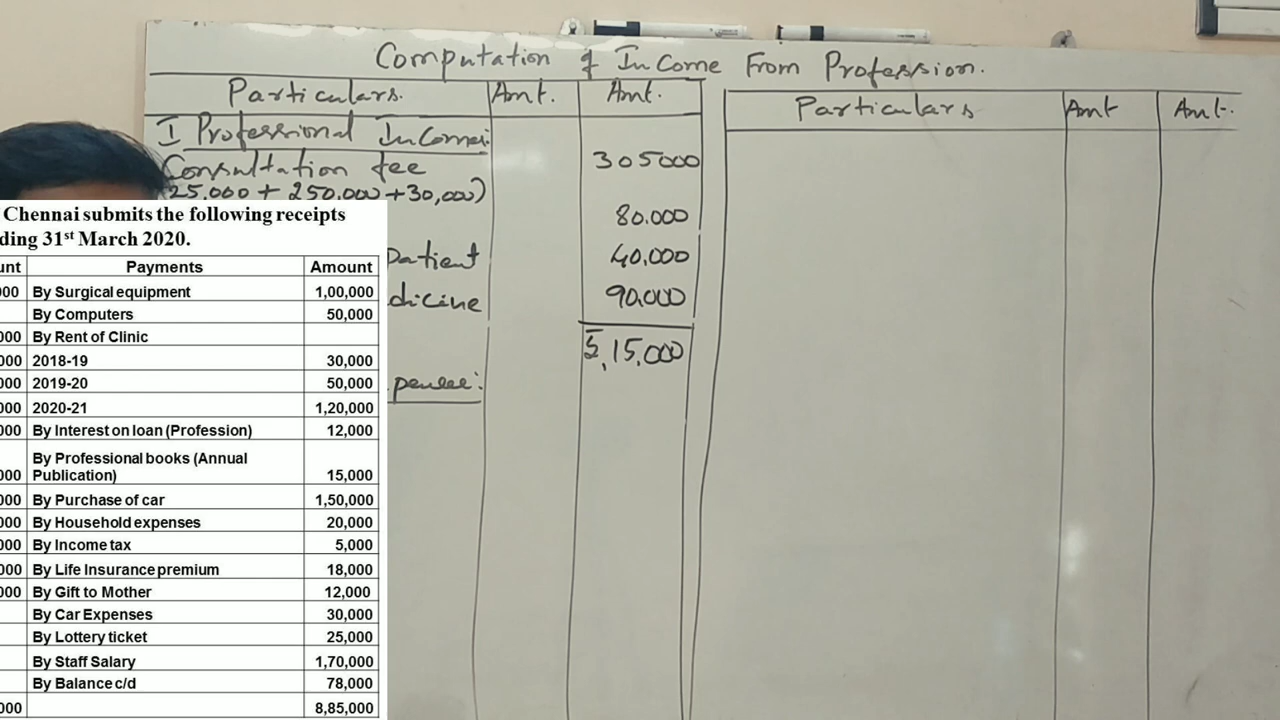 Computation of InCome From Profession.
Particulars. Amt. Amt.
I Professional InCome:
Consultation fee 305000
25,000 + 250,000 +30,000)
80.000
Patient 40,000
dicine 90,000
5,15,000
Particulars Amt Amt.
Chennai submits the following receipts
ding 31st March 2020.
unt Payments Amount
000 By Surgical equipment 1,00,000
By Computers 50,000
000 By Rent of Clinic
000 2018-19 30,000
000 2019-20 50,000
000 2020-21 1,20,000
000 By Interest on loan (Profession) 12,000
By Professional books (Annual
000 Publication) 15,000
000 By Purchase of car 1,50,000
000 By Household expenses 20,000
000 By Income tax 5,000
000 By Life Insurance premium 18,000
000 By Gift to Mother 12,000
By Car Expenses 30,000
By Lottery ticket 25,000
By Staff Salary 1,70,000
By Balance c/d 78,000
000 8,85,000